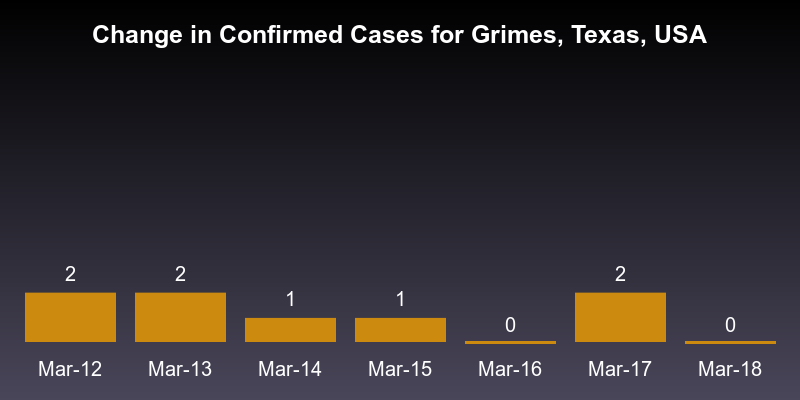 Change in Confirmed Cases for Grimes, Texas, USA
2 2 1 1 0 2 0
Mar-12 Mar-13 Mar-14 Mar-15 Mar-16 Mar-17 Mar-18